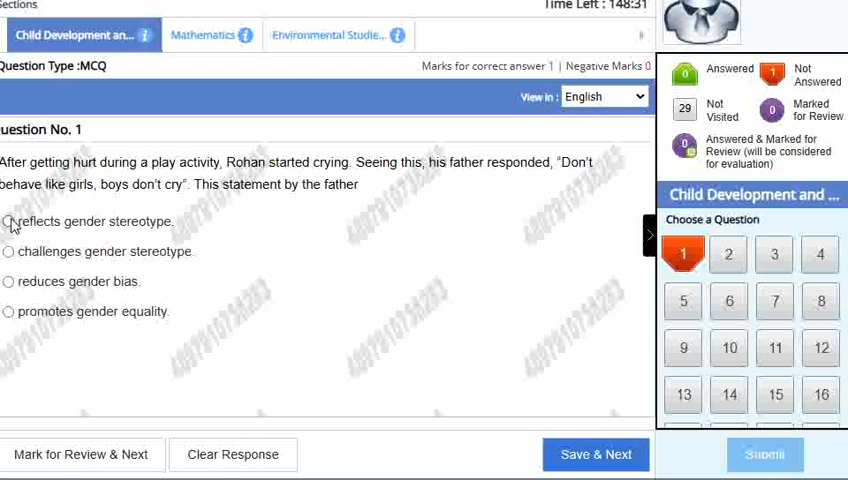 Sections
Time Left : 148:31
Child Development an... i
Mathematics i
Environmental Studie... i
Question Type :MCQ
Marks for correct answer 1 | Negative Marks 0
View in : English
Question No. 1
After getting hurt during a play activity, Rohan started crying. Seeing this, his father responded, “Don’t
behave like girls, boys don’t cry”. This statement by the father
reflects gender stereotype.
challenges gender stereotype.
reduces gender bias.
promotes gender equality.
Mark for Review & Next
Clear Response
Save & Next
0 Answered
1 Not Answered
29 Not Visited
0 Marked for Review
0 Answered & Marked for
Review (will be considered
for evaluation)
Child Development and ...
Choose a Question
1 2 3 4
5 6 7 8
9 10 11 12
13 14 15 16
Submit